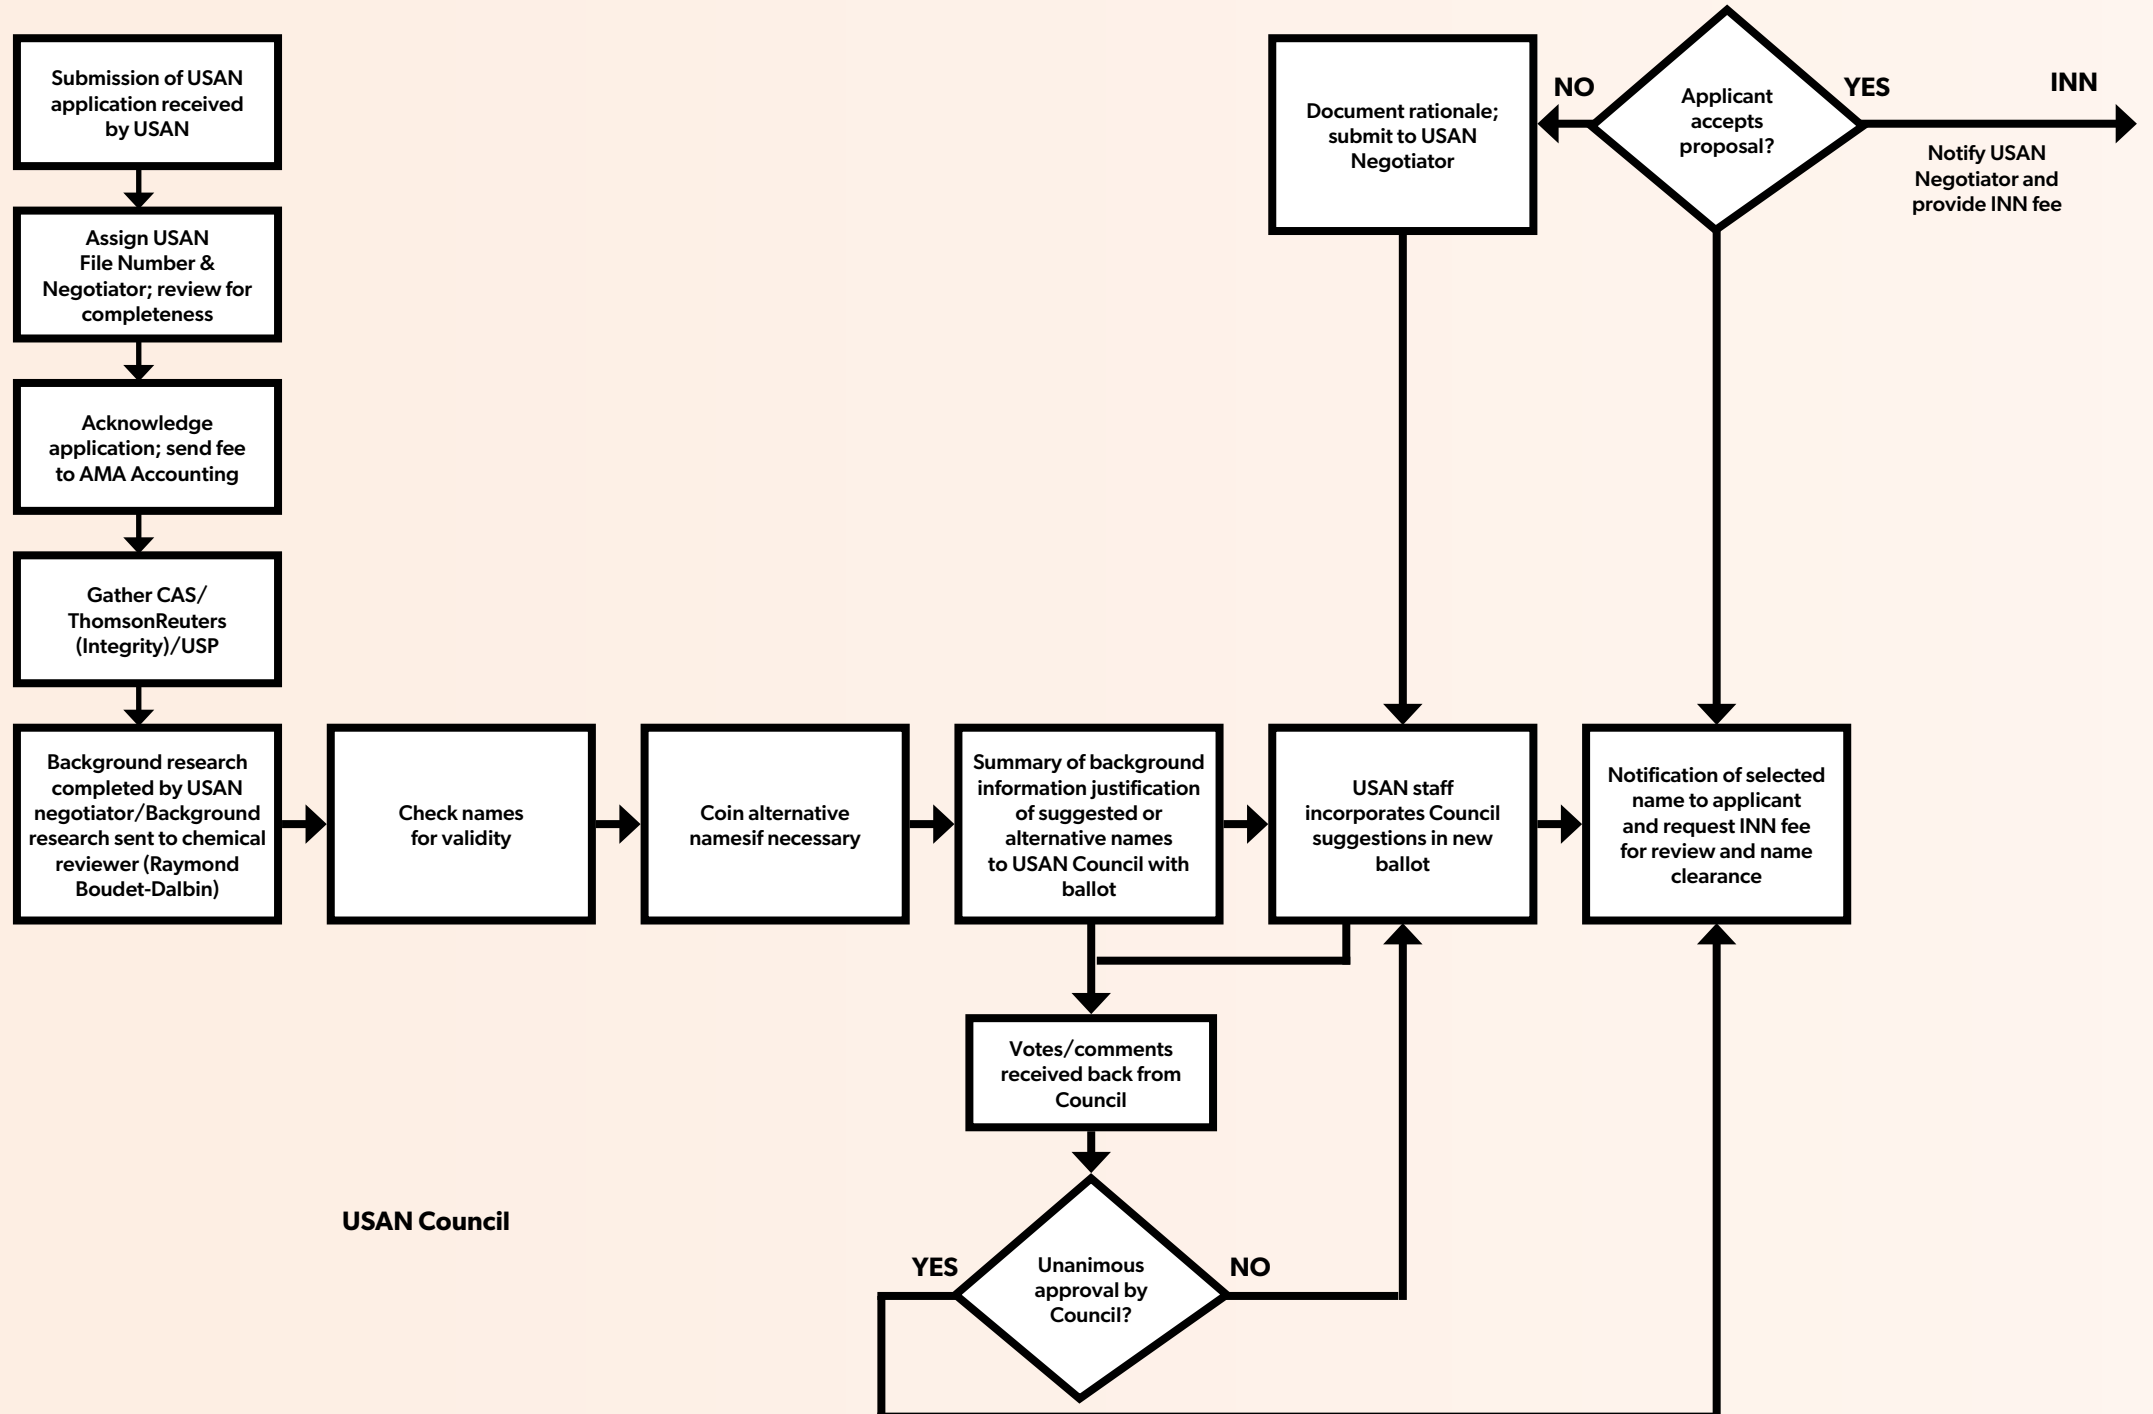 Submission of USAN
application received
by USAN
Assign USAN
File Number &
Negotiator; review for
completeness
Acknowledge
application; send fee
to AMA Accounting
Gather CAS/
ThomsonReuters
(Integrity)/USP
Background research
completed by USAN
negotiator/Background
research sent to chemical
reviewer (Raymond
Boudet-Dalbin)
Check names
for validity
Coin alternative
namesif necessary
Summary of background
information justification
of suggested or
alternative names
to USAN Council with
ballot
USAN staff
incorporates Council
suggestions in new
ballot
Notification of selected
name to applicant
and request INN fee
for review and name
clearance
Document rationale;
submit to USAN
Negotiator
NO
Applicant
accepts
proposal?
YES
INN
Notify USAN
Negotiator and
provide INN fee
Votes/comments
received back from
Council
USAN Council
YES
Unanimous
approval by
Council?
NO